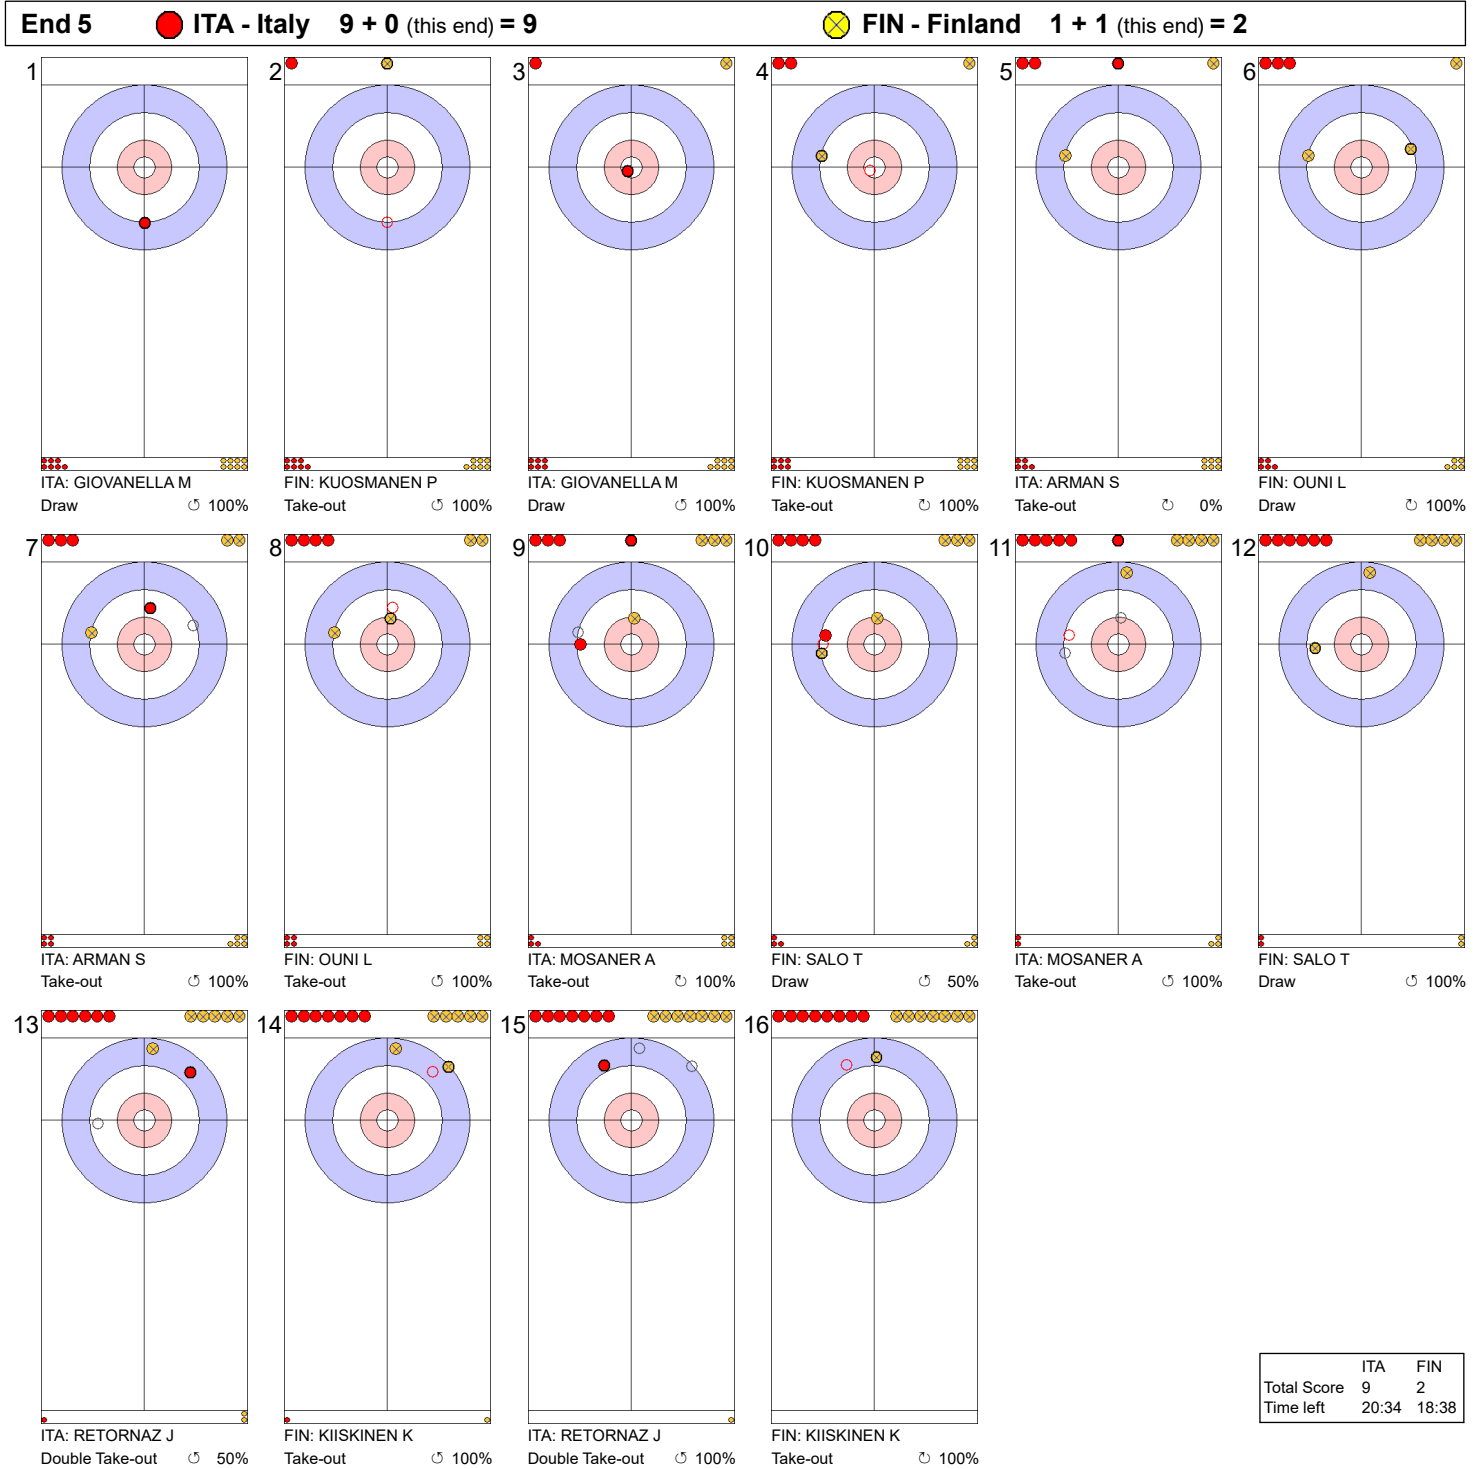 End 5 ITA - Italy 9 + 0 (this end) = 9 FIN - Finland 1 + 1 (this end) = 2
1 2 3 4 5 6
ITA: GIOVANELLA M FIN: KUOSMANEN P ITA: GIOVANELLA M FIN: KUOSMANEN P ITA: ARMAN S FIN: OUNI L
Draw ↺ 100% Take-out ↺ 100% Draw ↺ 100% Take-out ↺ 100% Take-out ↻ 0% Draw ↻ 100%
7 8 9 10 11 12
ITA: ARMAN S FIN: OUNI L ITA: MOSANER A FIN: SALO T ITA: MOSANER A FIN: SALO T
Take-out ↺ 100% Take-out ↺ 100% Take-out ↻ 100% Draw ↺ 50% Take-out ↺ 100% Draw ↻ 100%
13 14 15 16
ITA: RETORNAZ J FIN: KIISKINEN K ITA: RETORNAZ J FIN: KIISKINEN K
Double Take-out ↺ 50% Take-out ↺ 100% Double Take-out ↺ 100% Take-out ↻ 100%
ITA FIN
Total Score 9 2
Time left 20:34 18:38